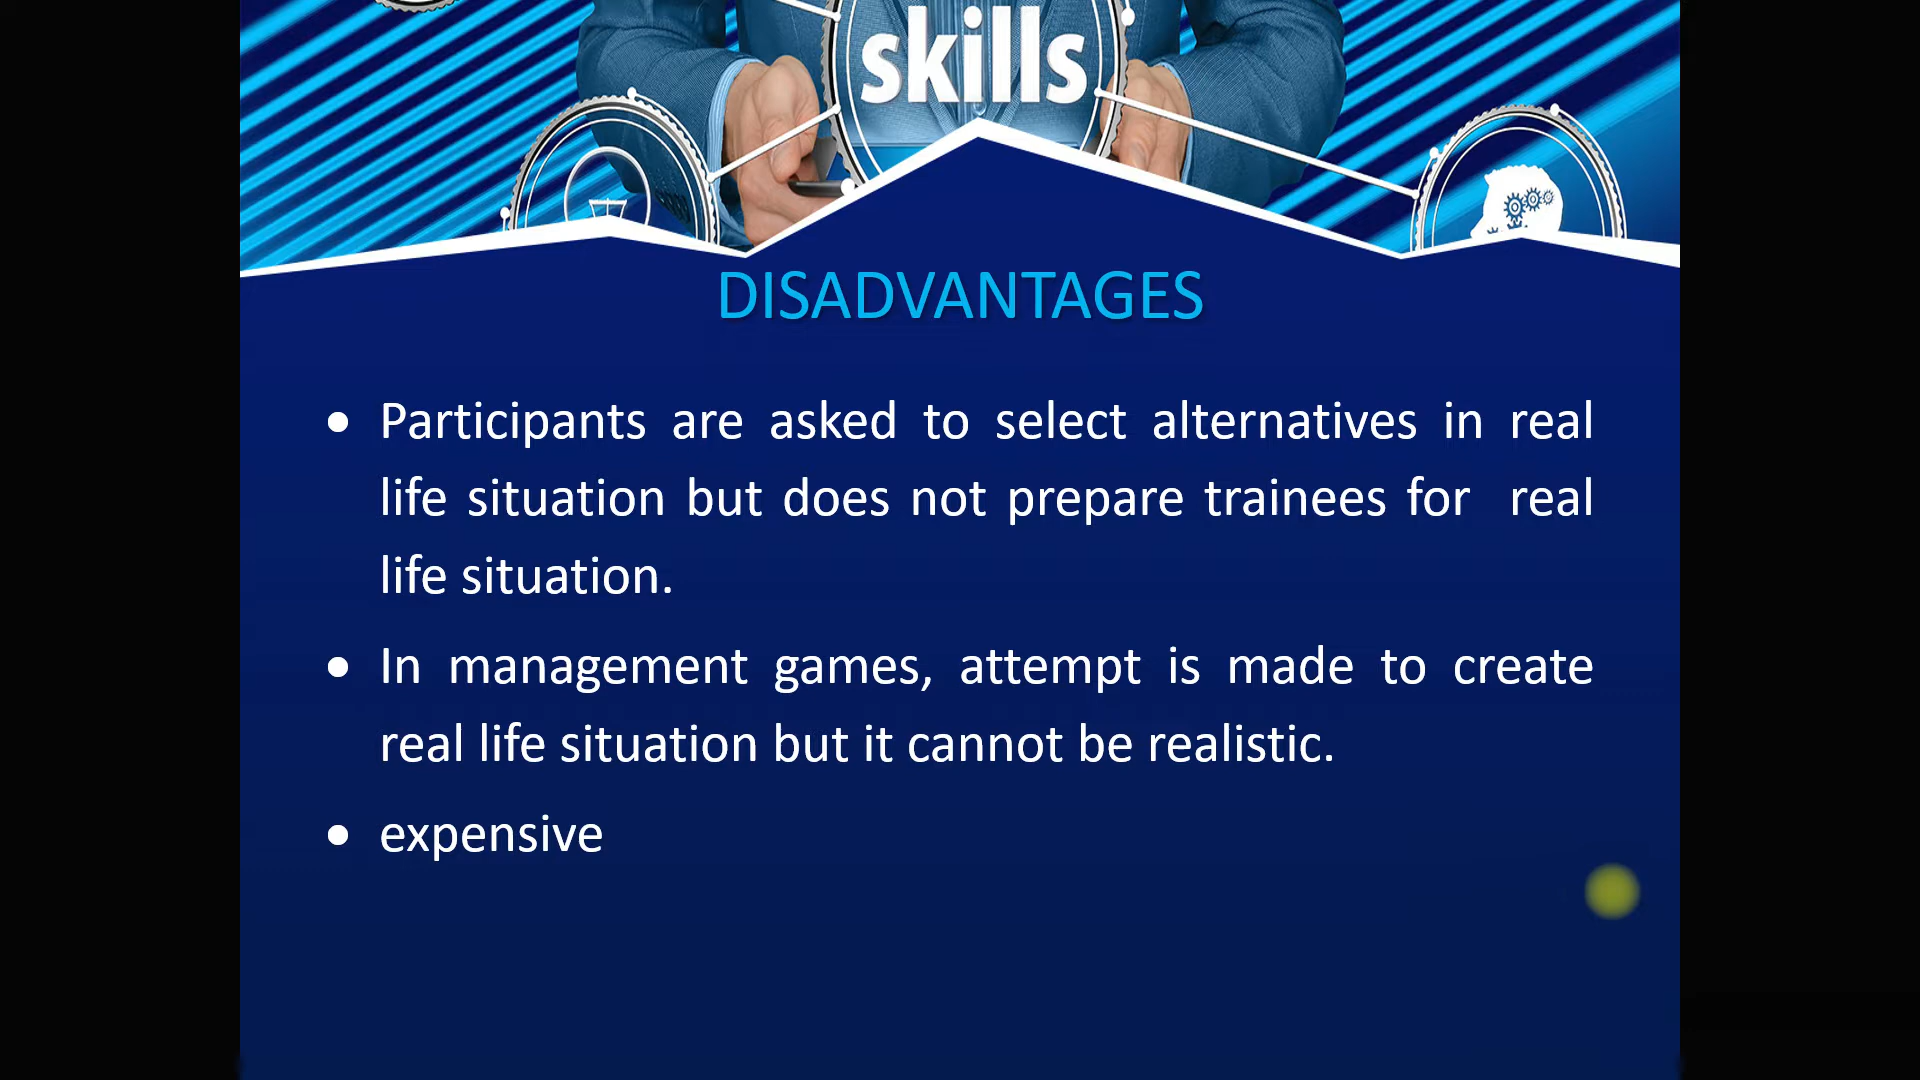 skills
DISADVANTAGES
• Participants are asked to select alternatives in real
life situation but does not prepare trainees for real
life situation.
• In management games, attempt is made to create
real life situation but it cannot be realistic.
• expensive